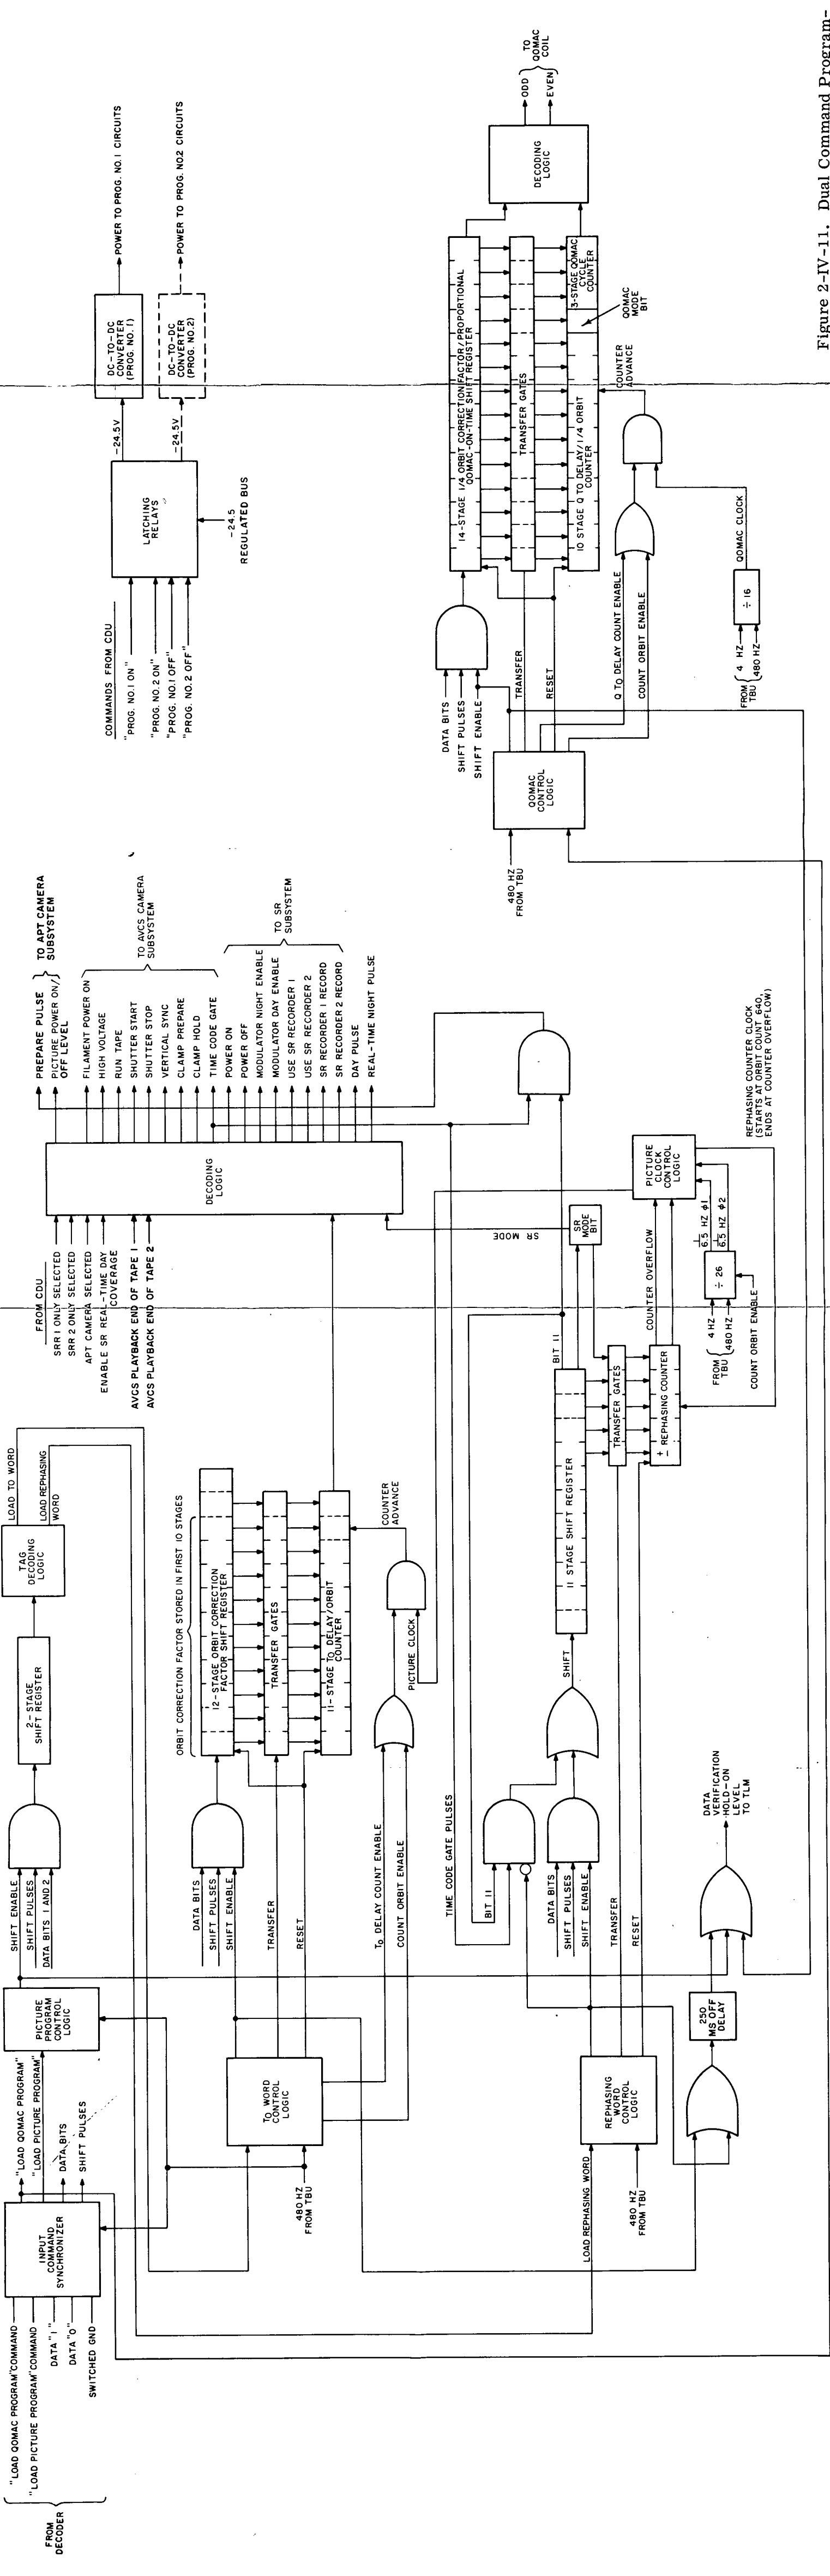 "LOAD QOMAC PROGRAM" COMMAND
"LOAD PICTURE PROGRAM" COMMAND
DATA "1"
DATA "0"
SWITCHED GND
FROM
DECODER
INPUT
COMMAND
SYNCHRONIZER
"LOAD QOMAC PROGRAM"
"LOAD PICTURE PROGRAM"
DATA BITS
SHIFT PULSES
PICTURE
PROGRAM
CONTROL
LOGIC
SHIFT ENABLE
SHIFT PULSES
DATA BITS 1 AND 2
2-STAGE
SHIFT REGISTER
TAG
DECODING
LOGIC
LOAD TO WORD
LOAD REPHASING
WORD
480 HZ
FROM TBU
TO WORD
CONTROL
LOGIC
DATA BITS
SHIFT PULSES
SHIFT ENABLE
TRANSFER
RESET
TO DELAY COUNT ENABLE
COUNT ORBIT ENABLE
ORBIT CORRECTION FACTOR STORED IN FIRST 10 STAGES
12-STAGE ORBIT CORRECTION
FACTOR SHIFT REGISTER
TRANSFER GATES
11-STAGE TO DELAY/ORBIT
COUNTER
COUNTER
ADVANCE
PICTURE CLOCK
TIME CODE GATE PULSES
LOAD REPHASING WORD
480 HZ
FROM TBU
REPHASING
WORD
CONTROL
LOGIC
BIT 11
DATA BITS
SHIFT PULSES
SHIFT ENABLE
TRANSFER
RESET
SHIFT
11 STAGE SHIFT REGISTER
BIT 11
TRANSFER GATES
+
-
REPHASING COUNTER
SR
MODE
BIT
SR MODE
COUNTER OVERFLOW
PICTURE
CLOCK
CONTROL
LOGIC
1/6.5 HZ φ1
1/6.5 HZ φ2
÷ 26
FROM
TBU
4 HZ
480 HZ
COUNT ORBIT ENABLE
REPHASING COUNTER CLOCK
(STARTS AT ORBIT COUNT 640,
ENDS AT COUNTER OVERFLOW)
250
MS OFF
DELAY
DATA
VERIFICATION
HOLD-ON
LEVEL
TO TLM
FROM CDU
SRR 1 ONLY SELECTED
SRR 2 ONLY SELECTED
APT CAMERA SELECTED
ENABLE SR REAL-TIME DAY
COVERAGE
AVCS PLAYBACK END OF TAPE 1
AVCS PLAYBACK END OF TAPE 2
DECODING
LOGIC
PREPARE PULSE
PICTURE POWER ON/
OFF LEVEL
TO APT CAMERA
SUBSYSTEM
FILAMENT POWER ON
HIGH VOLTAGE
RUN TAPE
SHUTTER START
SHUTTER STOP
VERTICAL SYNC
CLAMP PREPARE
CLAMP HOLD
TIME CODE GATE
TO AVCS CAMERA
SUBSYSTEM
POWER ON
POWER OFF
MODULATOR NIGHT ENABLE
MODULATOR DAY ENABLE
USE SR RECORDER 1
USE SR RECORDER 2
SR RECORDER 1 RECORD
SR RECORDER 2 RECORD
DAY PULSE
REAL-TIME NIGHT PULSE
TO SR
SUBSYSTEM
COMMANDS FROM CDU
"PROG. NO. 1 ON"
"PROG. NO. 2 ON"
"PROG. NO. 1 OFF"
"PROG. NO. 2 OFF"
LATCHING
RELAYS
-24.5
REGULATED BUS
-24.5V
-24.5V
DC-TO-DC
CONVERTER
(PROG. NO. 1)
DC-TO-DC
CONVERTER
(PROG. NO. 2)
POWER TO PROG. NO. 1 CIRCUITS
POWER TO PROG. NO. 2 CIRCUITS
480 HZ
FROM TBU
QOMAC
CONTROL
LOGIC
DATA BITS
SHIFT PULSES
SHIFT ENABLE
TRANSFER
RESET
Q TO DELAY COUNT ENABLE
COUNT ORBIT ENABLE
14-STAGE 1/4 ORBIT CORRECTION FACTOR/PROPORTIONAL
QOMAC-ON-TIME SHIFT REGISTER
TRANSFER GATES
10 STAGE Q TO DELAY/1/4 ORBIT
COUNTER
3-STAGE QOMAC
CYCLE
COUNTER
QOMAC
MODE
BIT
COUNTER
ADVANCE
QOMAC CLOCK
÷ 16
FROM
TBU
4 HZ
480 HZ
DECODING
LOGIC
ODD
EVEN
TO
QOMAC
COIL
Figure 2-IV-11. Dual Command Program-